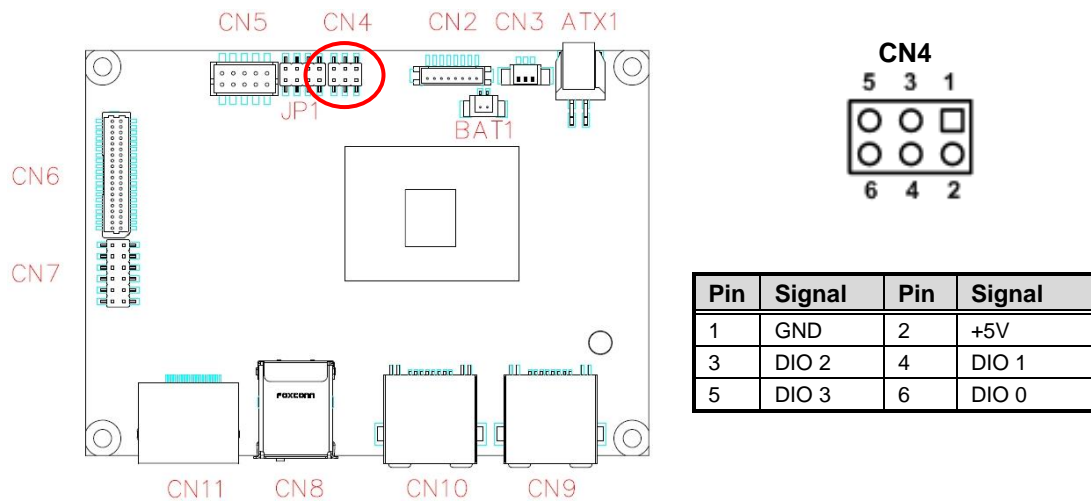 CN5 CN4 CN2 CN3 ATX1
JP1
BAT1
CN6
CN7
FOXCONN
CN11 CN8 CN10 CN9
CN4
5 3 1
6 4 2
Pin Signal Pin Signal
1 GND 2 +5V
3 DIO 2 4 DIO 1
5 DIO 3 6 DIO 0